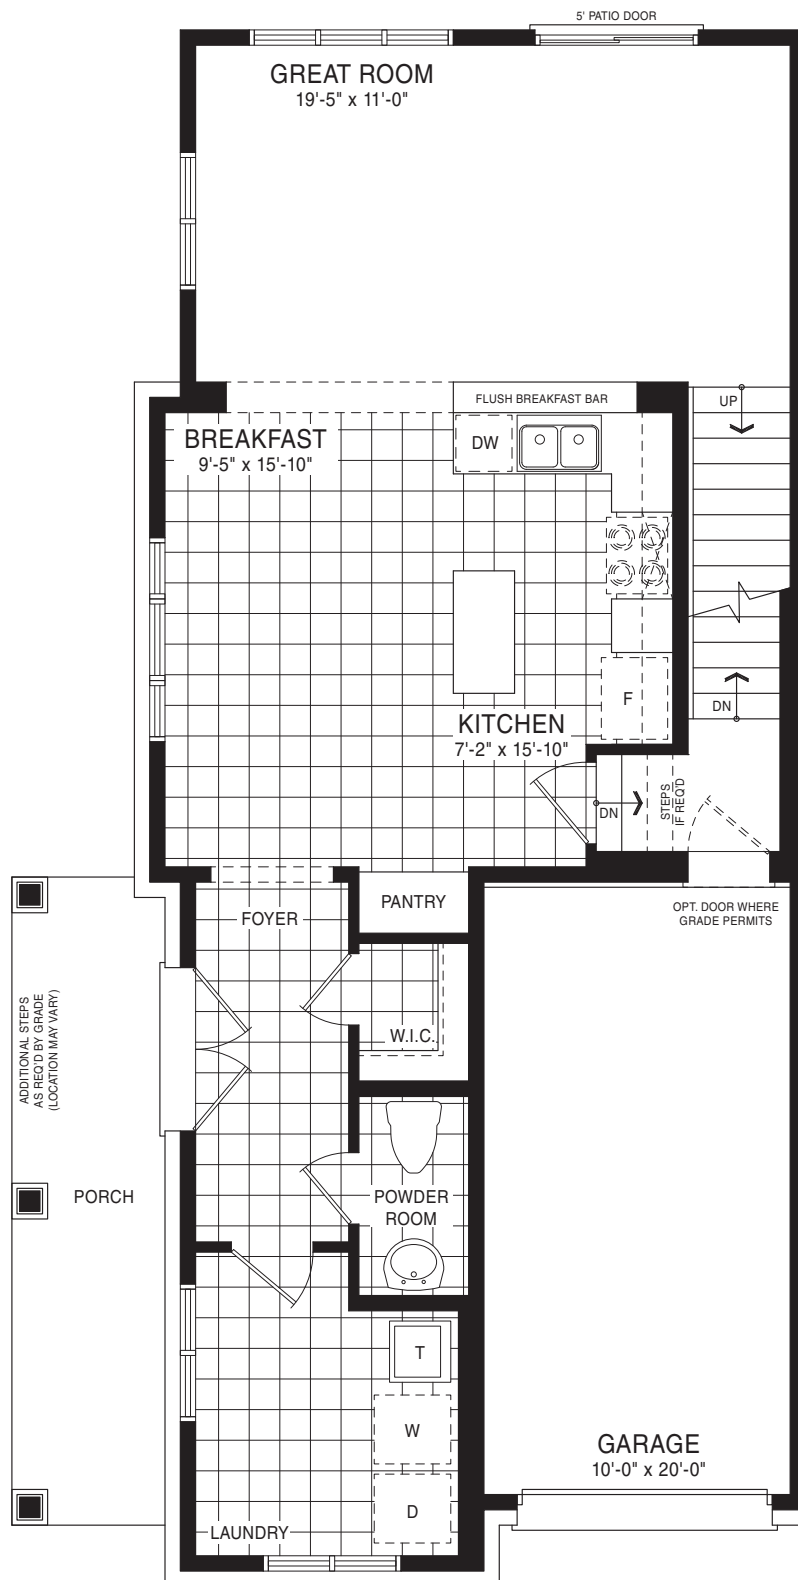 5' PATIO DOOR
GREAT ROOM
19'-5" x 11'-0"
FLUSH BREAKFAST BAR
UP
BREAKFAST
9'-5" x 15'-10"
DW
F
DN
KITCHEN
7'-2" x 15'-10"
DN
STEPS
IF REQ'D
PANTRY
OPT. DOOR WHERE
GRADE PERMITS
FOYER
W.I.C.
ADDITIONAL STEPS
AS REQ'D BY GRADE
(LOCATION MAY VARY)
PORCH
POWDER
ROOM
T
W
D
LAUNDRY
GARAGE
10'-0" x 20'-0"